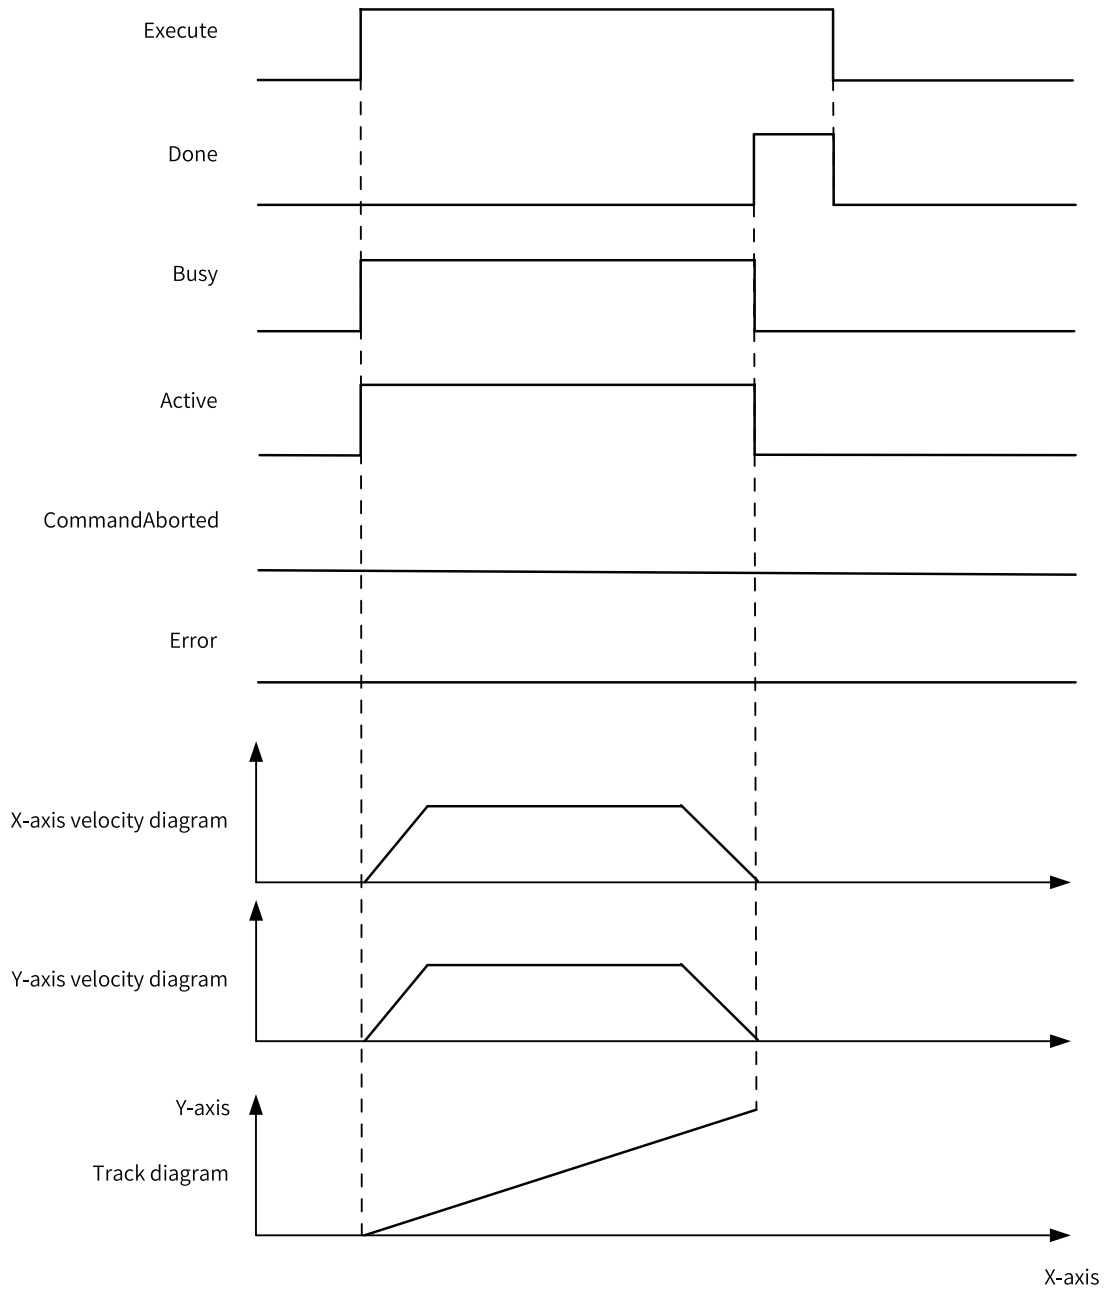 Execute
Done
Busy
Active
CommandAborted
Error
X-axis velocity diagram
Y-axis velocity diagram
Y-axis
Track diagram
X-axis